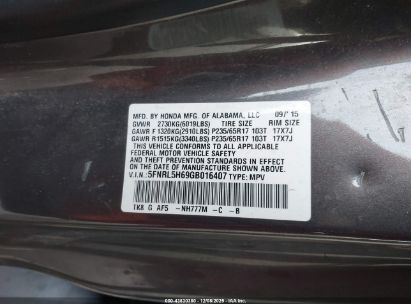 MFD. BY HONDA MFG. OF ALABAMA, LLC 09/'15
GVWR 2730KG(6019LBS) TIRE SIZE RIM SIZE
GAWR F 1320KG(2910LBS) P235/65R17 103T 17X7J
GAWR R1515KG(3340LBS) P235/65R17 103T 17X7J
THIS VEHICLE CONFORMS TO ALL APPLICABLE
FEDERAL MOTOR VEHICLE SAFETY, BUMPER, AND
THEFT PREVENTION STANDARDS IN EFFECT ON THE
DATE OF MANUFACTURE SHOWN ABOVE.
V.I.N.: 5FNRL5H69GB016407 TYPE: MPV
TK8 G AF5 -NH777M -C -B